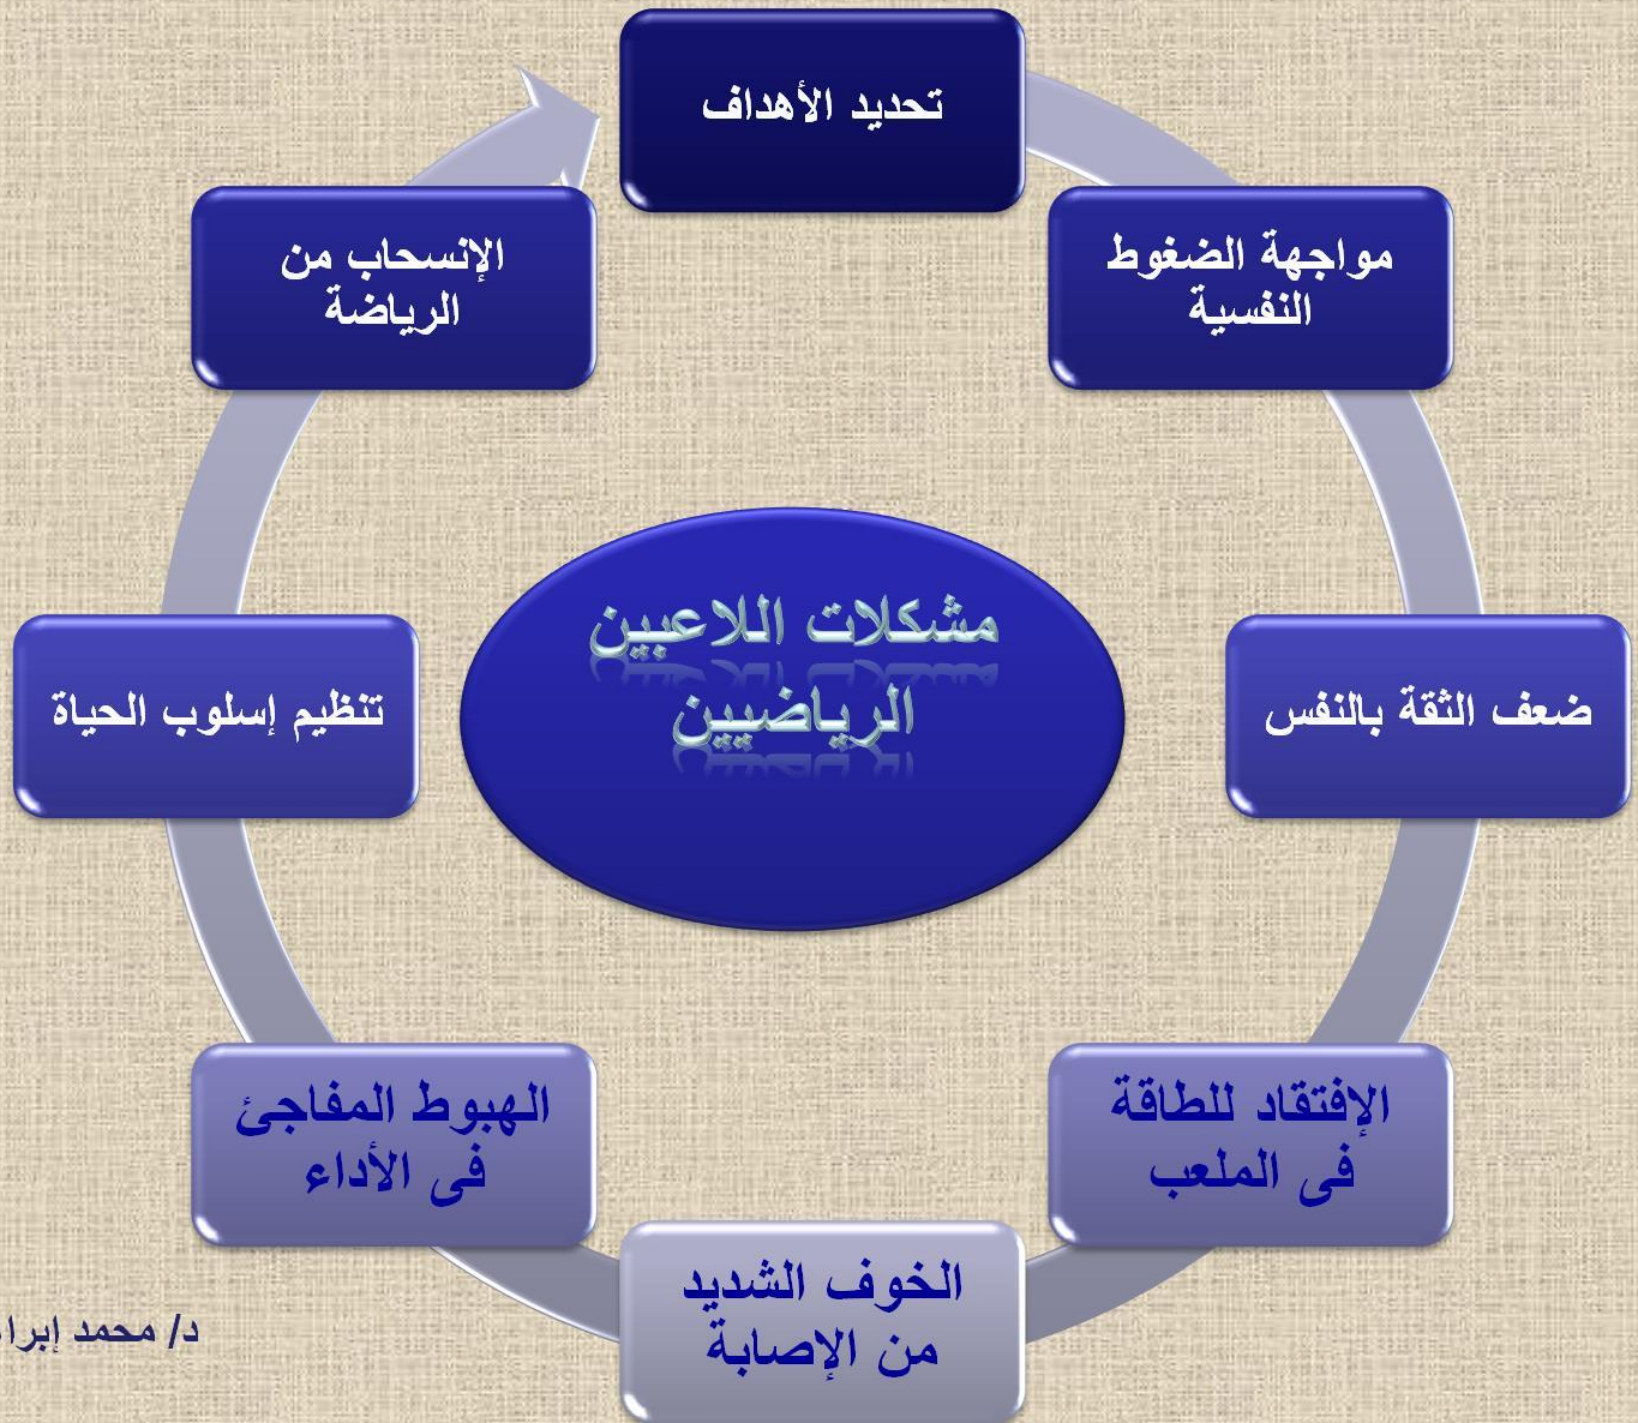 مشكلات اللاعبين
الرياضيين
تحديد الأهداف
مواجهة الضغوط
النفسية
ضعف الثقة بالنفس
الإفتقاد للطاقة
فى الملعب
الخوف الشديد
من الإصابة
الهبوط المفاجئ
فى الأداء
تنظيم إسلوب الحياة
الإنسحاب من
الرياضة
د/ محمد